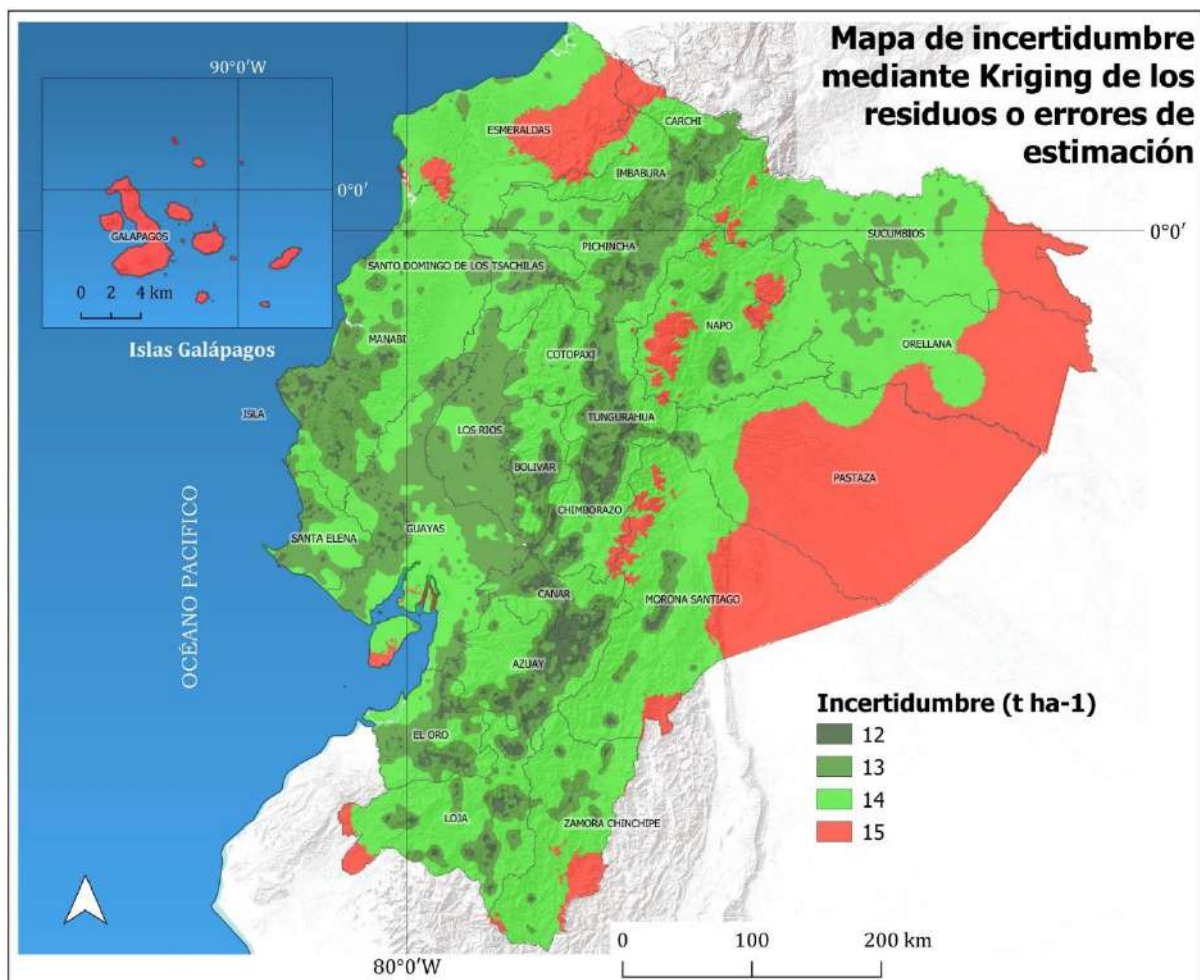 Mapa de incertidumbre
mediante Kriging de los
residuos o errores de
estimación
90°0'W
0°0'
GALAPAGOS
0 2 4 km
Islas Galápagos
ESMERALDAS
CARCHI
IMBABURA
0°0'
SUCUMBIOS
PICHINCHA
SANTO DOMINGO DE LOS TSACHILAS
NAPO
MANABI
ORELLANA
COTOPAXI
ISLA
TUNGURAHUA
LOS RIOS
BOLIVAR
PASTAZA
CHIMBORAZO
GUAYAS
SANTA ELENA
OCÉANO PACIFICO
CAÑAR
MORONA SANTIAGO
AZUAY
EL ORO
LOJA
ZAMORA CHINCHIPE
Incertidumbre (t ha-1)
12
13
14
15
0 100 200 km
80°0'W